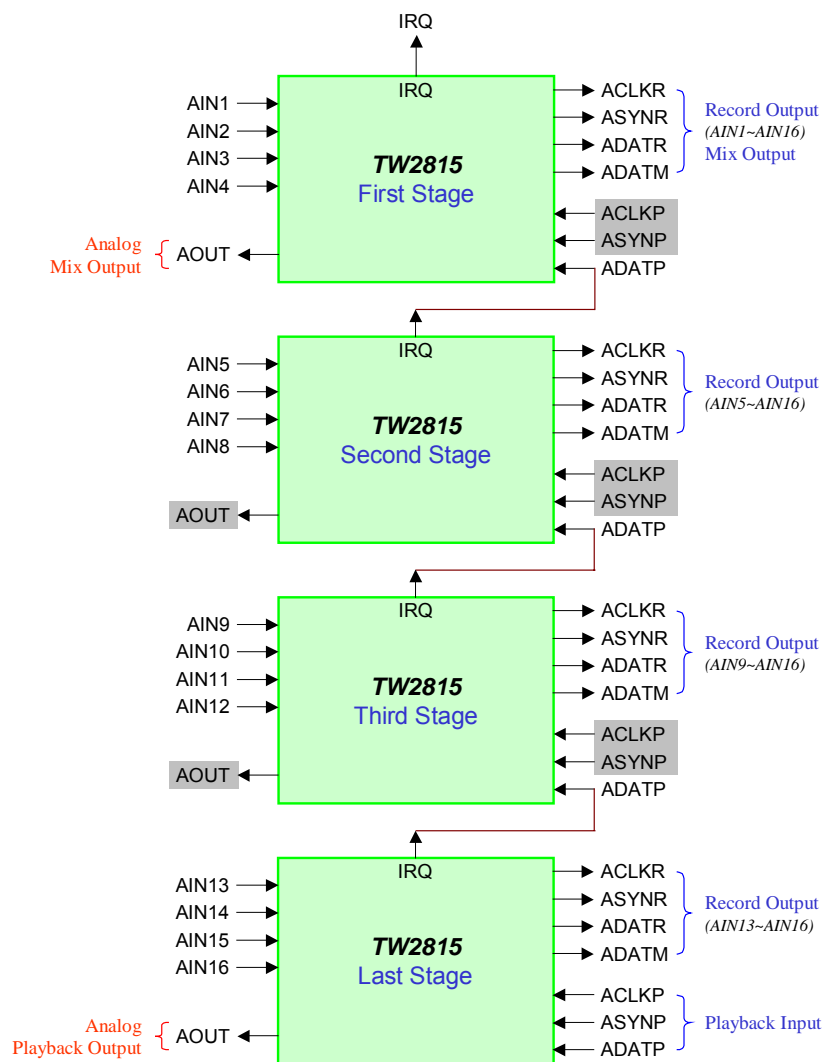 IRQ
IRQ
AIN1
AIN2
AIN3
AIN4
TW2815
First Stage
ACLKR
ASYNR
ADATR
ADATM
Record Output
(AIN1~AIN16)
Mix Output
ACLKP
ASYNP
ADATP
Analog
Mix Output
AOUT
IRQ
AIN5
AIN6
AIN7
AIN8
TW2815
Second Stage
ACLKR
ASYNR
ADATR
ADATM
Record Output
(AIN5~AIN16)
ACLKP
ASYNP
ADATP
AOUT
IRQ
AIN9
AIN10
AIN11
AIN12
TW2815
Third Stage
ACLKR
ASYNR
ADATR
ADATM
Record Output
(AIN9~AIN16)
ACLKP
ASYNP
ADATP
AOUT
IRQ
AIN13
AIN14
AIN15
AIN16
TW2815
Last Stage
ACLKR
ASYNR
ADATR
ADATM
Record Output
(AIN13~AIN16)
ACLKP
ASYNP
ADATP
Playback Input
Analog
Playback Output
AOUT